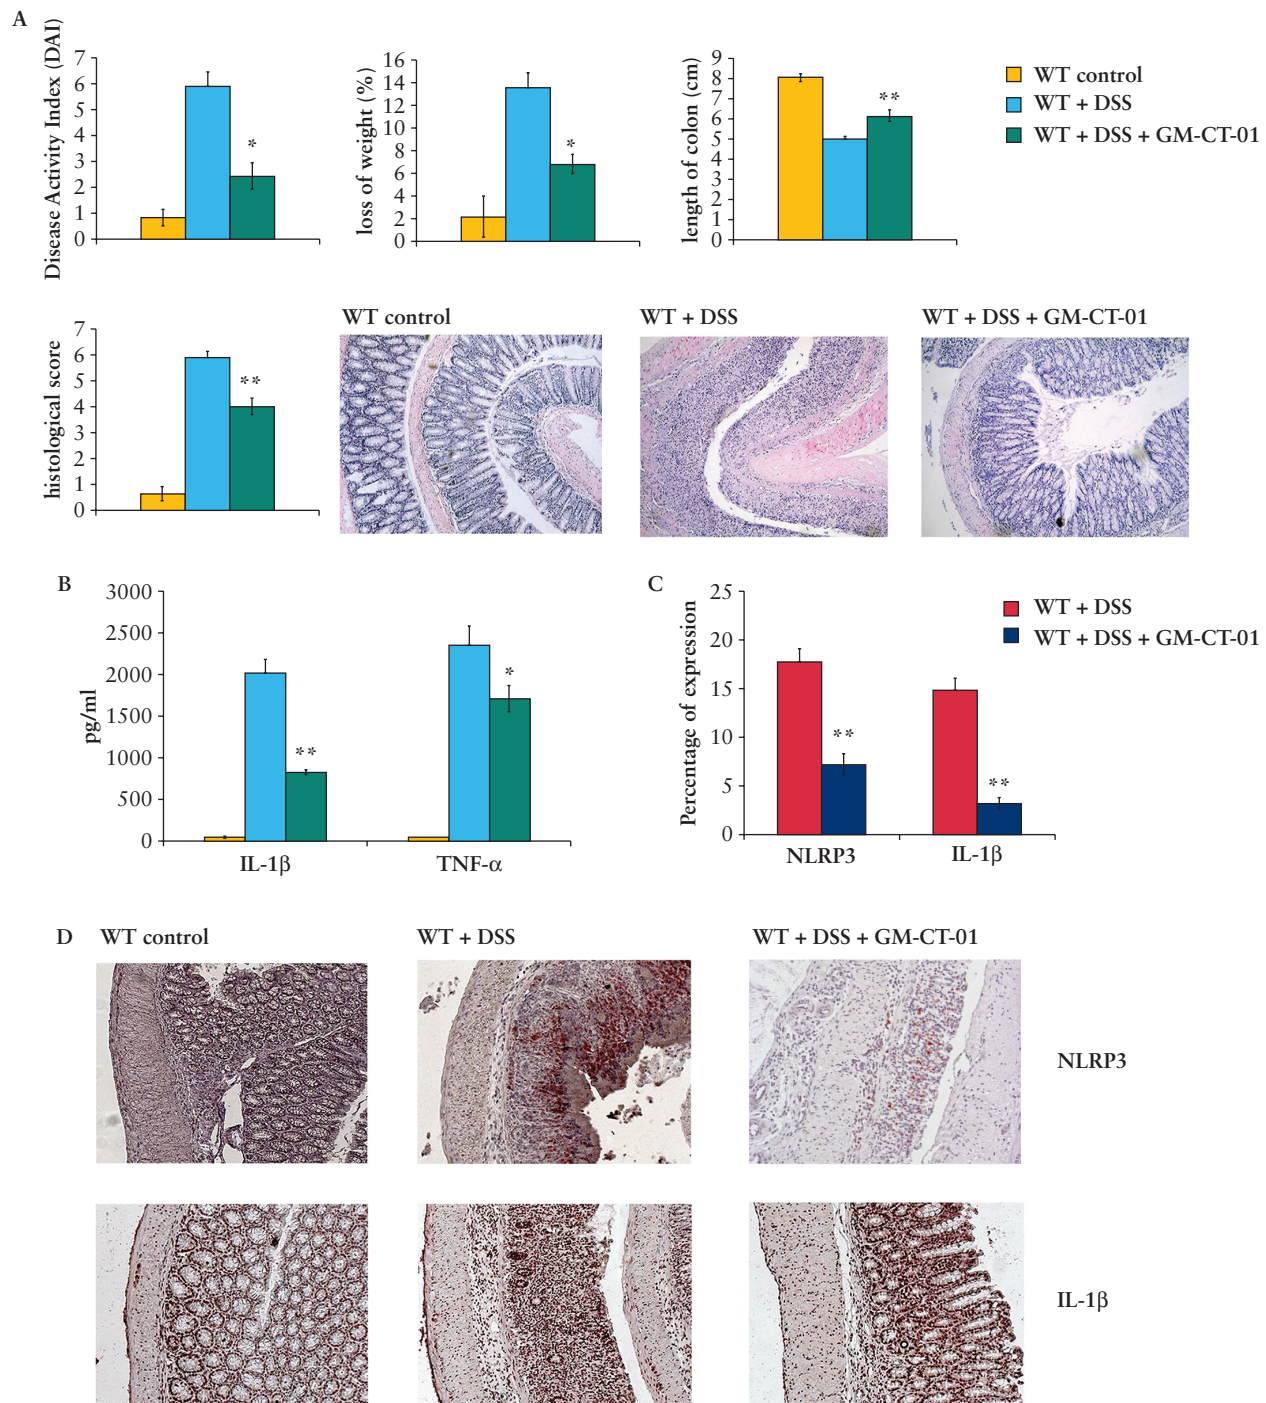 A
Disease Activity Index (DAI)
7
6
5
4
3
2
1
0
*
loss of weight (%)
16
14
12
10
8
6
4
2
0
*
length of colon (cm)
9
8
7
6
5
4
3
2
1
0
**
WT control
WT + DSS
WT + DSS + GM-CT-01
histological score
7
6
5
4
3
2
1
0
**
WT control
WT + DSS
WT + DSS + GM-CT-01
B
pg/ml
3000
2500
2000
1500
1000
500
0
**
*
IL-1β
TNF-α
C
Percentage of expression
25
20
15
10
5
0
**
**
NLRP3
IL-1β
WT + DSS
WT + DSS + GM-CT-01
D
WT control
WT + DSS
WT + DSS + GM-CT-01
NLRP3
IL-1β